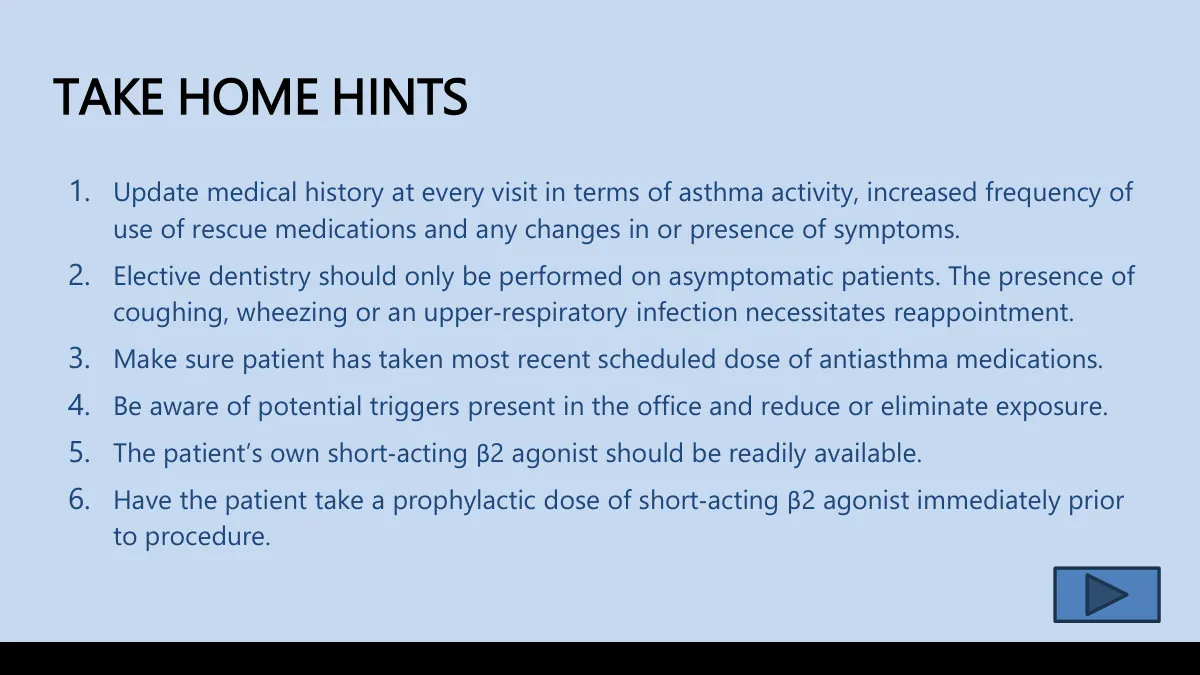 TAKE HOME HINTS
1. Update medical history at every visit in terms of asthma activity, increased frequency of
use of rescue medications and any changes in or presence of symptoms.
2. Elective dentistry should only be performed on asymptomatic patients. The presence of
coughing, wheezing or an upper-respiratory infection necessitates reappointment.
3. Make sure patient has taken most recent scheduled dose of antiasthma medications.
4. Be aware of potential triggers present in the office and reduce or eliminate exposure.
5. The patient’s own short-acting β2 agonist should be readily available.
6. Have the patient take a prophylactic dose of short-acting β2 agonist immediately prior
to procedure.